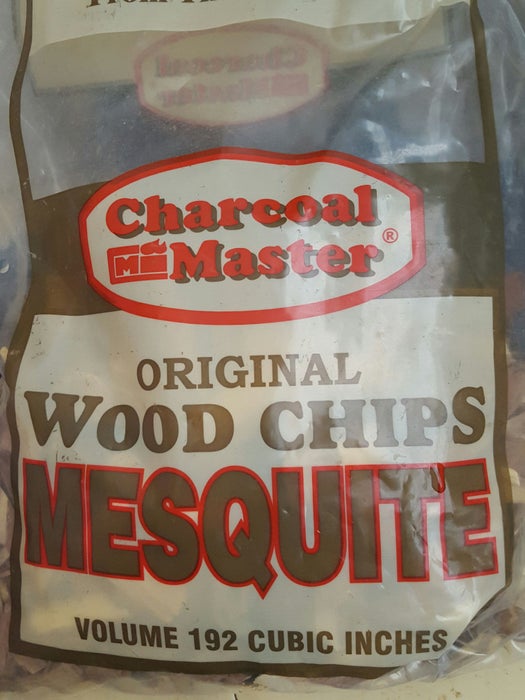 Charcoal
M Master®
ORIGINAL
WOOD CHIPS
MESQUITE
VOLUME 192 CUBIC INCHES